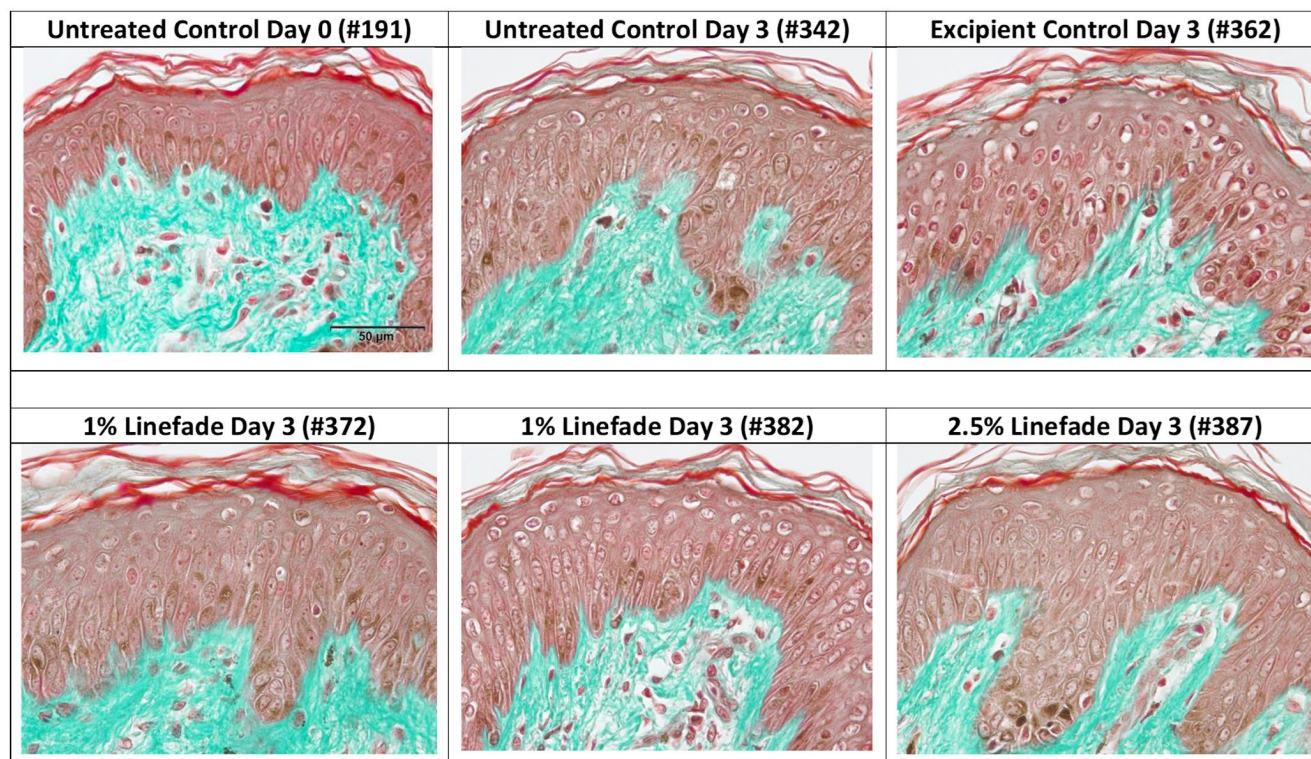 Untreated Control Day 0 (#191)
Untreated Control Day 3 (#342)
Excipient Control Day 3 (#362)
50 µm
1% Linefade Day 3 (#372)
1% Linefade Day 3 (#382)
2.5% Linefade Day 3 (#387)